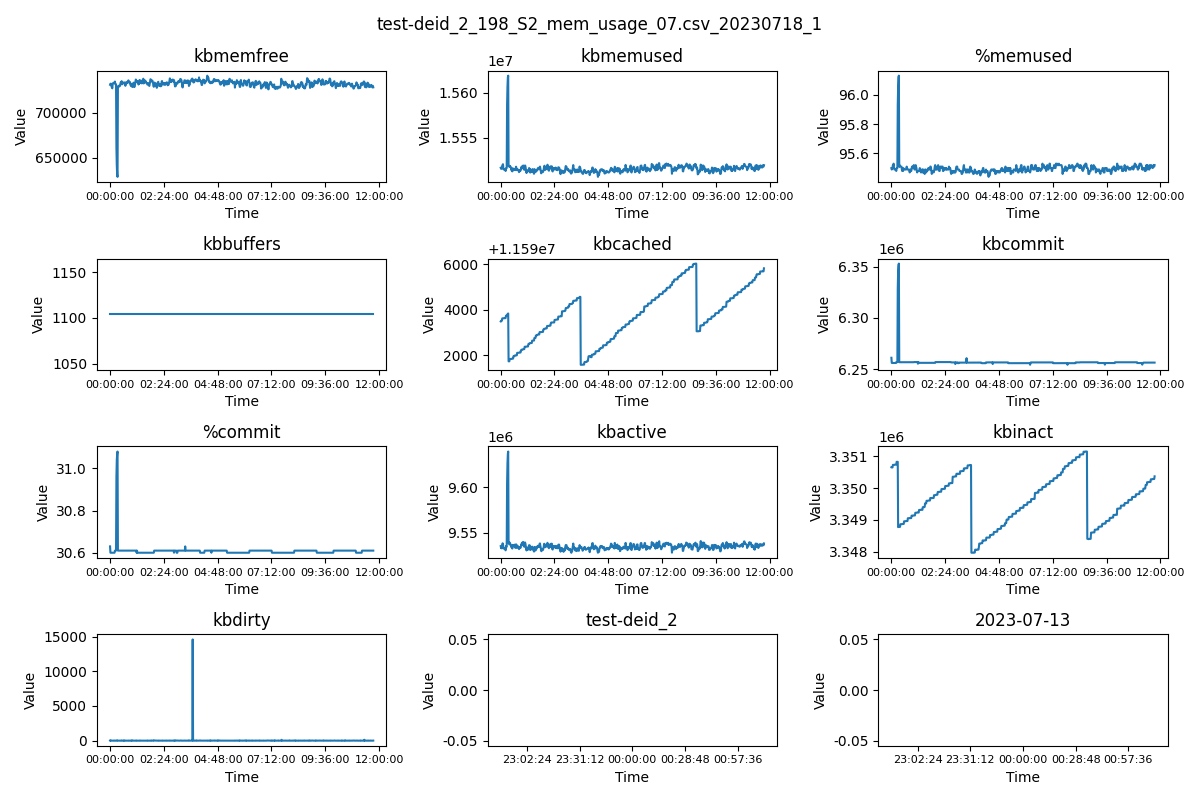 test-deid_2_198_S2_mem_usage_07.csv_20230718_1
kbmemfree
Value
700000
650000
00:00:00 02:24:00 04:48:00 07:12:00 09:36:00 12:00:00
Time
kbmemused
1e7
Value
1.560
1.555
00:00:00 02:24:00 04:48:00 07:12:00 09:36:00 12:00:00
Time
%memused
Value
96.0
95.8
95.6
00:00:00 02:24:00 04:48:00 07:12:00 09:36:00 12:00:00
Time
kbbuffers
Value
1150
1100
1050
00:00:00 02:24:00 04:48:00 07:12:00 09:36:00 12:00:00
Time
kbcached
+1.159e7
Value
6000
4000
2000
00:00:00 02:24:00 04:48:00 07:12:00 09:36:00 12:00:00
Time
kbcommit
1e6
Value
6.35
6.30
6.25
00:00:00 02:24:00 04:48:00 07:12:00 09:36:00 12:00:00
Time
%commit
Value
31.0
30.8
30.6
00:00:00 02:24:00 04:48:00 07:12:00 09:36:00 12:00:00
Time
kbactive
1e6
Value
9.60
9.55
00:00:00 02:24:00 04:48:00 07:12:00 09:36:00 12:00:00
Time
kbinact
1e6
Value
3.351
3.350
3.349
3.348
00:00:00 02:24:00 04:48:00 07:12:00 09:36:00 12:00:00
Time
kbdirty
Value
15000
10000
5000
0
00:00:00 02:24:00 04:48:00 07:12:00 09:36:00 12:00:00
Time
test-deid_2
Value
0.05
0.00
-0.05
23:02:24 23:31:12 00:00:00 00:28:48 00:57:36
Time
2023-07-13
Value
0.05
0.00
-0.05
23:02:24 23:31:12 00:00:00 00:28:48 00:57:36
Time